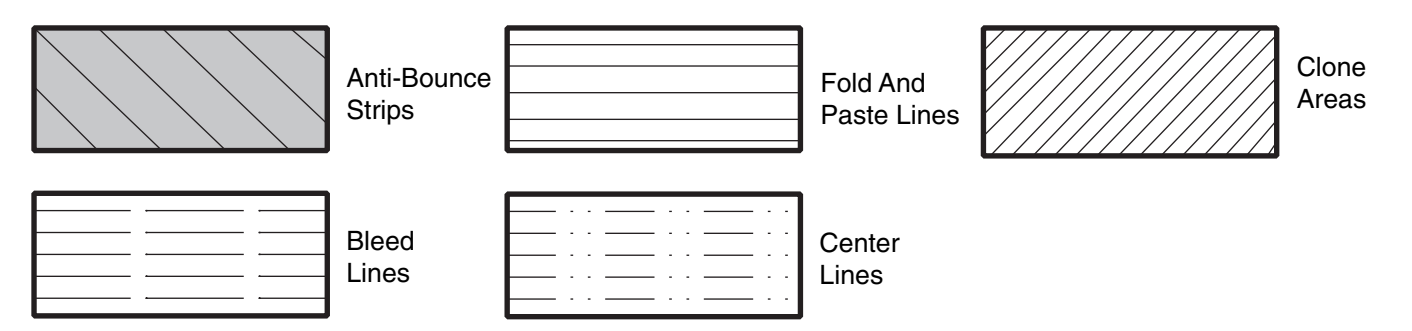 Anti-Bounce
Strips
Fold And
Paste Lines
Clone
Areas
Bleed
Lines
Center
Lines